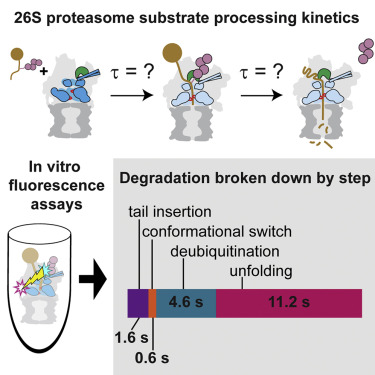 26S proteasome substrate processing kinetics
+
τ = ?
τ = ?
In vitro
fluorescence
assays
Degradation broken down by step
tail insertion
conformational switch
deubiquitination
unfolding
4.6 s
11.2 s
1.6 s
0.6 s